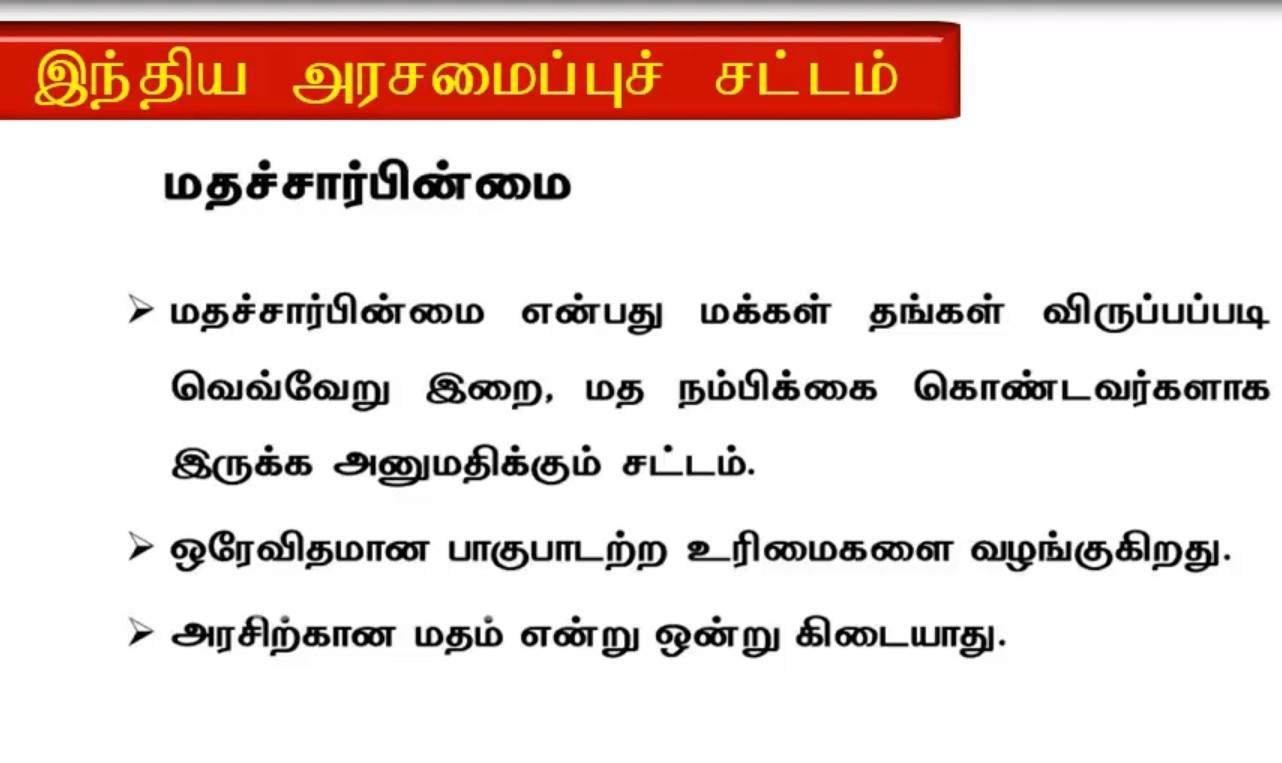 இந்திய அரசமைப்புச் சட்டம்
மதச்சார்பின்மை
➢ மதச்சார்பின்மை என்பது மக்கள் தங்கள் விருப்பப்படி
வெவ்வேறு இறை, மத நம்பிக்கை கொண்டவர்களாக
இருக்க அனுமதிக்கும் சட்டம்.
➢ ஒரேவிதமான பாகுபாடற்ற உரிமைகளை வழங்குகிறது.
➢ அரசிற்கான மதம் என்று ஒன்று கிடையாது.